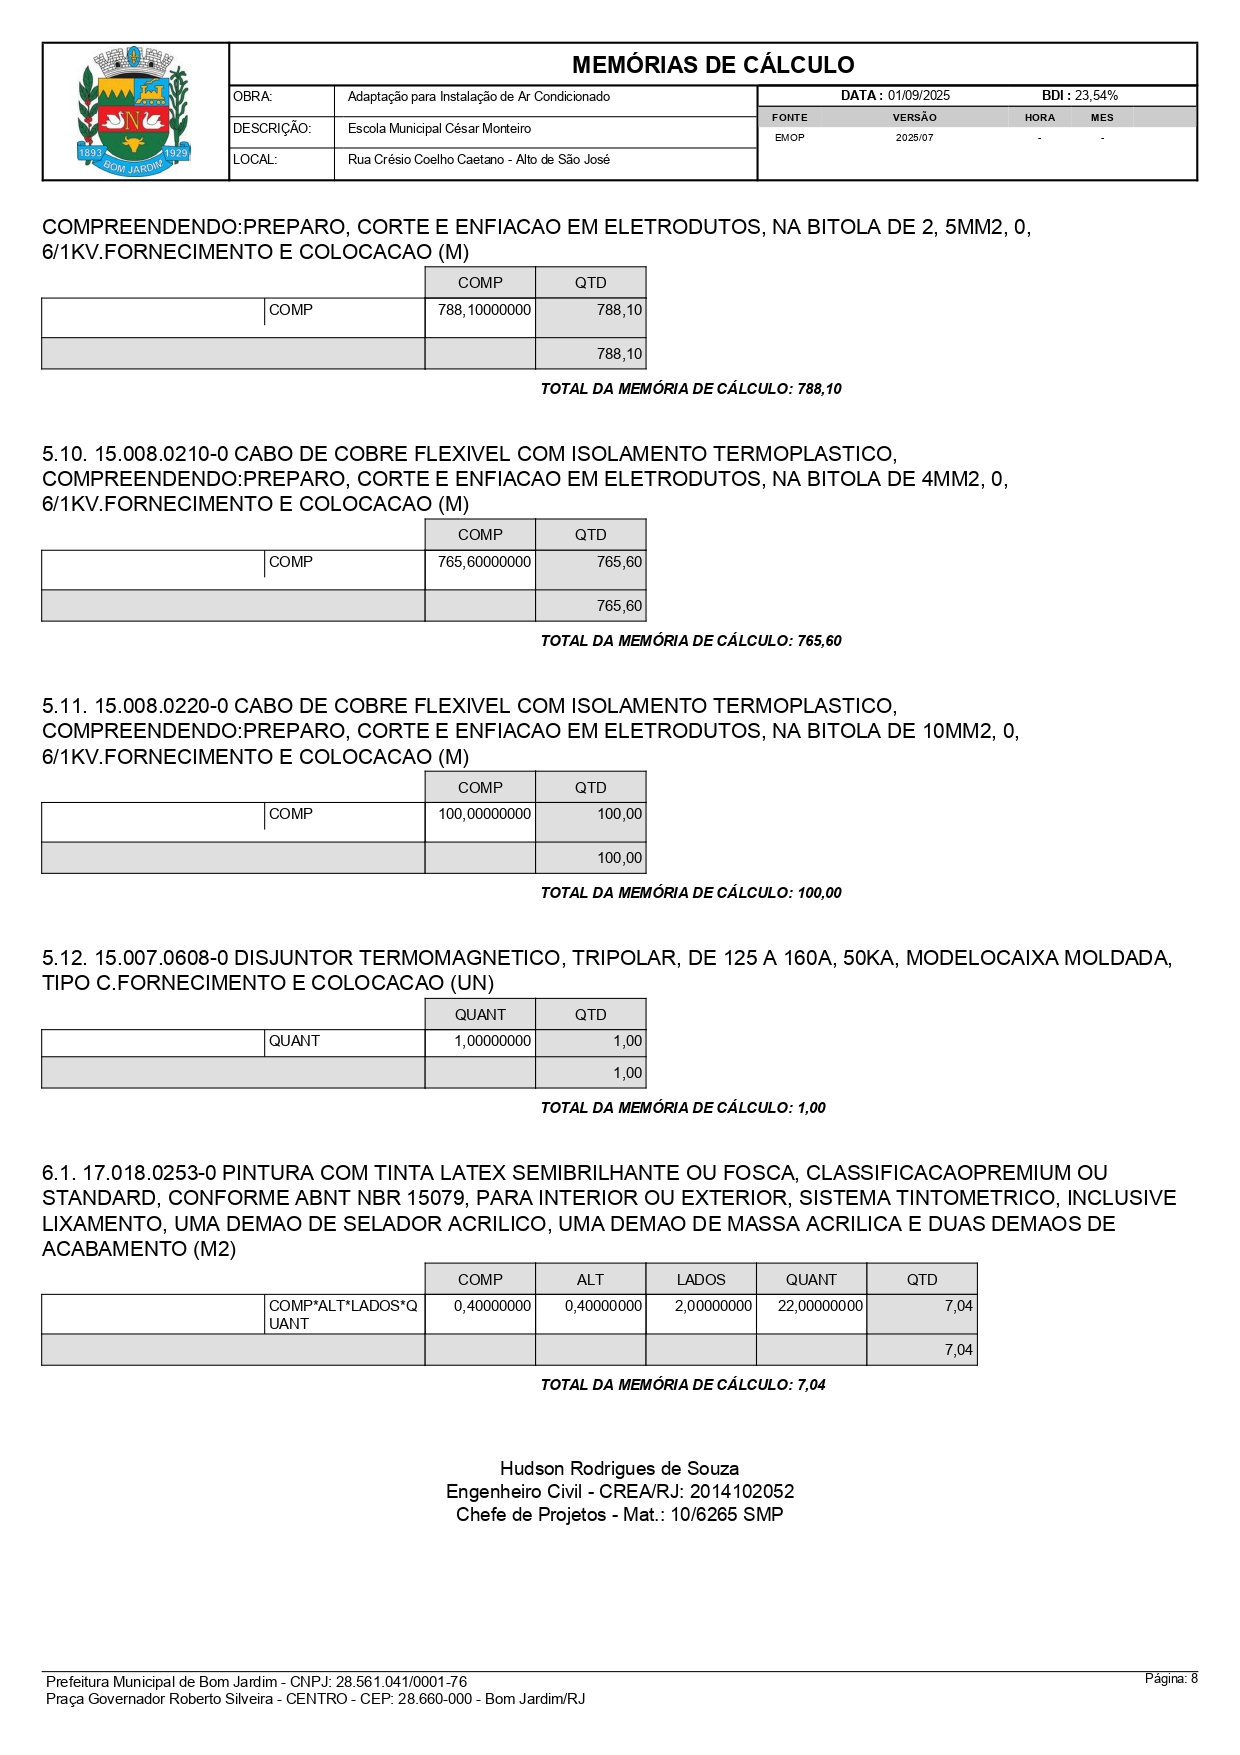 MEMÓRIAS DE CÁLCULO
OBRA: Adaptação para Instalação de Ar Condicionado
DATA : 01/09/2025 BDI : 23,54%
FONTE VERSÃO HORA MES
DESCRIÇÃO: Escola Municipal César Monteiro
EMOP 2025/07 - -
LOCAL: Rua Crésio Coelho Caetano - Alto de São José
1893 BOM JARDIM 1929
N
COMPREENDENDO:PREPARO, CORTE E ENFIACAO EM ELETRODUTOS, NA BITOLA DE 2, 5MM2, 0,
6/1KV.FORNECIMENTO E COLOCACAO (M)
COMP QTD
COMP 788,10000000 788,10
788,10
TOTAL DA MEMÓRIA DE CÁLCULO: 788,10
5.10. 15.008.0210-0 CABO DE COBRE FLEXIVEL COM ISOLAMENTO TERMOPLASTICO,
COMPREENDENDO:PREPARO, CORTE E ENFIACAO EM ELETRODUTOS, NA BITOLA DE 4MM2, 0,
6/1KV.FORNECIMENTO E COLOCACAO (M)
COMP QTD
COMP 765,60000000 765,60
765,60
TOTAL DA MEMÓRIA DE CÁLCULO: 765,60
5.11. 15.008.0220-0 CABO DE COBRE FLEXIVEL COM ISOLAMENTO TERMOPLASTICO,
COMPREENDENDO:PREPARO, CORTE E ENFIACAO EM ELETRODUTOS, NA BITOLA DE 10MM2, 0,
6/1KV.FORNECIMENTO E COLOCACAO (M)
COMP QTD
COMP 100,00000000 100,00
100,00
TOTAL DA MEMÓRIA DE CÁLCULO: 100,00
5.12. 15.007.0608-0 DISJUNTOR TERMOMAGNETICO, TRIPOLAR, DE 125 A 160A, 50KA, MODELOCAIXA MOLDADA,
TIPO C.FORNECIMENTO E COLOCACAO (UN)
QUANT QTD
QUANT 1,00000000 1,00
1,00
TOTAL DA MEMÓRIA DE CÁLCULO: 1,00
6.1. 17.018.0253-0 PINTURA COM TINTA LATEX SEMIBRILHANTE OU FOSCA, CLASSIFICACAOPREMIUM OU
STANDARD, CONFORME ABNT NBR 15079, PARA INTERIOR OU EXTERIOR, SISTEMA TINTOMETRICO, INCLUSIVE
LIXAMENTO, UMA DEMAO DE SELADOR ACRILICO, UMA DEMAO DE MASSA ACRILICA E DUAS DEMAOS DE
ACABAMENTO (M2)
COMP ALT LADOS QUANT QTD
COMP*ALT*LADOS*Q 0,40000000 0,40000000 2,00000000 22,00000000 7,04
UANT
7,04
TOTAL DA MEMÓRIA DE CÁLCULO: 7,04
Hudson Rodrigues de Souza
Engenheiro Civil - CREA/RJ: 2014102052
Chefe de Projetos - Mat.: 10/6265 SMP
Prefeitura Municipal de Bom Jardim - CNPJ: 28.561.041/0001-76 Página: 8
Praça Governador Roberto Silveira - CENTRO - CEP: 28.660-000 - Bom Jardim/RJ